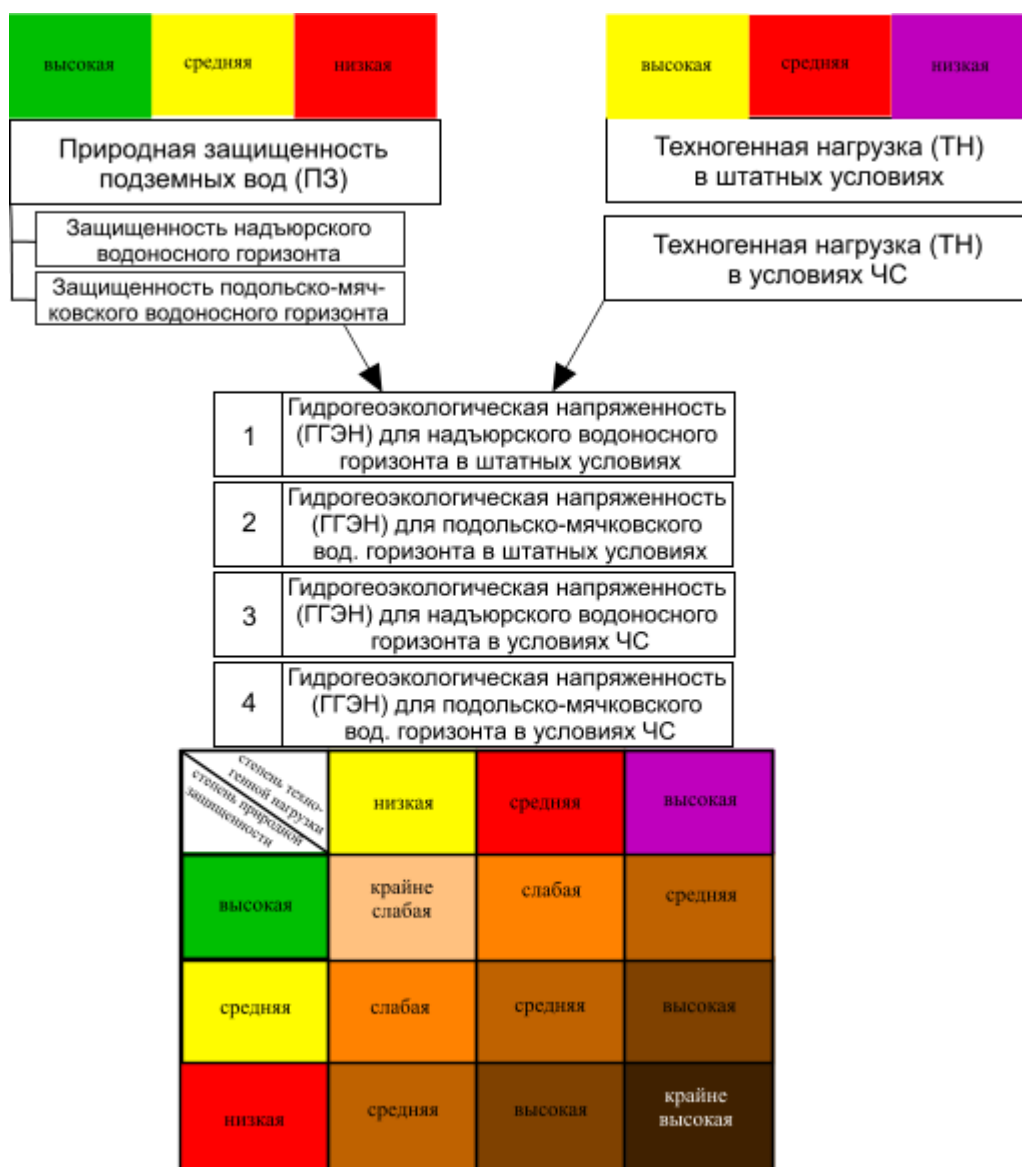 высокая
средняя
низкая
Природная защищенность
подземных вод (ПЗ)
Защищенность надъюрского
водоносного горизонта
Защищенность подольско-мяч-
ковского водоносного горизонта
высокая
средняя
низкая
Техногенная нагрузка (ТН)
в штатных условиях
Техногенная нагрузка (ТН)
в условиях ЧС
1
Гидрогеоэкологическая напряженность
(ГГЭН) для надъюрского водоносного
горизонта в штатных условиях
2
Гидрогеоэкологическая напряженность
(ГГЭН) для подольско-мячковского
вод. горизонта в штатных условиях
3
Гидрогеоэкологическая напряженность
(ГГЭН) для надъюрского водоносного
горизонта в условиях ЧС
4
Гидрогеоэкологическая напряженность
(ГГЭН) для подольско-мячковского
вод. горизонта в условиях ЧС
степень техно-
генной нагрузки
степень природной
защищенности
низкая
средняя
высокая
высокая
крайне
слабая
слабая
средняя
средняя
слабая
средняя
высокая
низкая
средняя
высокая
крайне
высокая